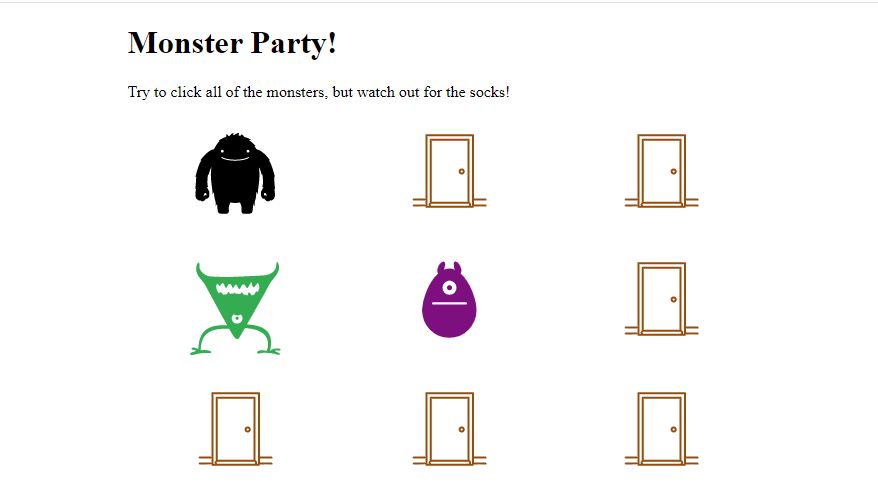 Monster Party!
Try to click all of the monsters, but watch out for the socks!